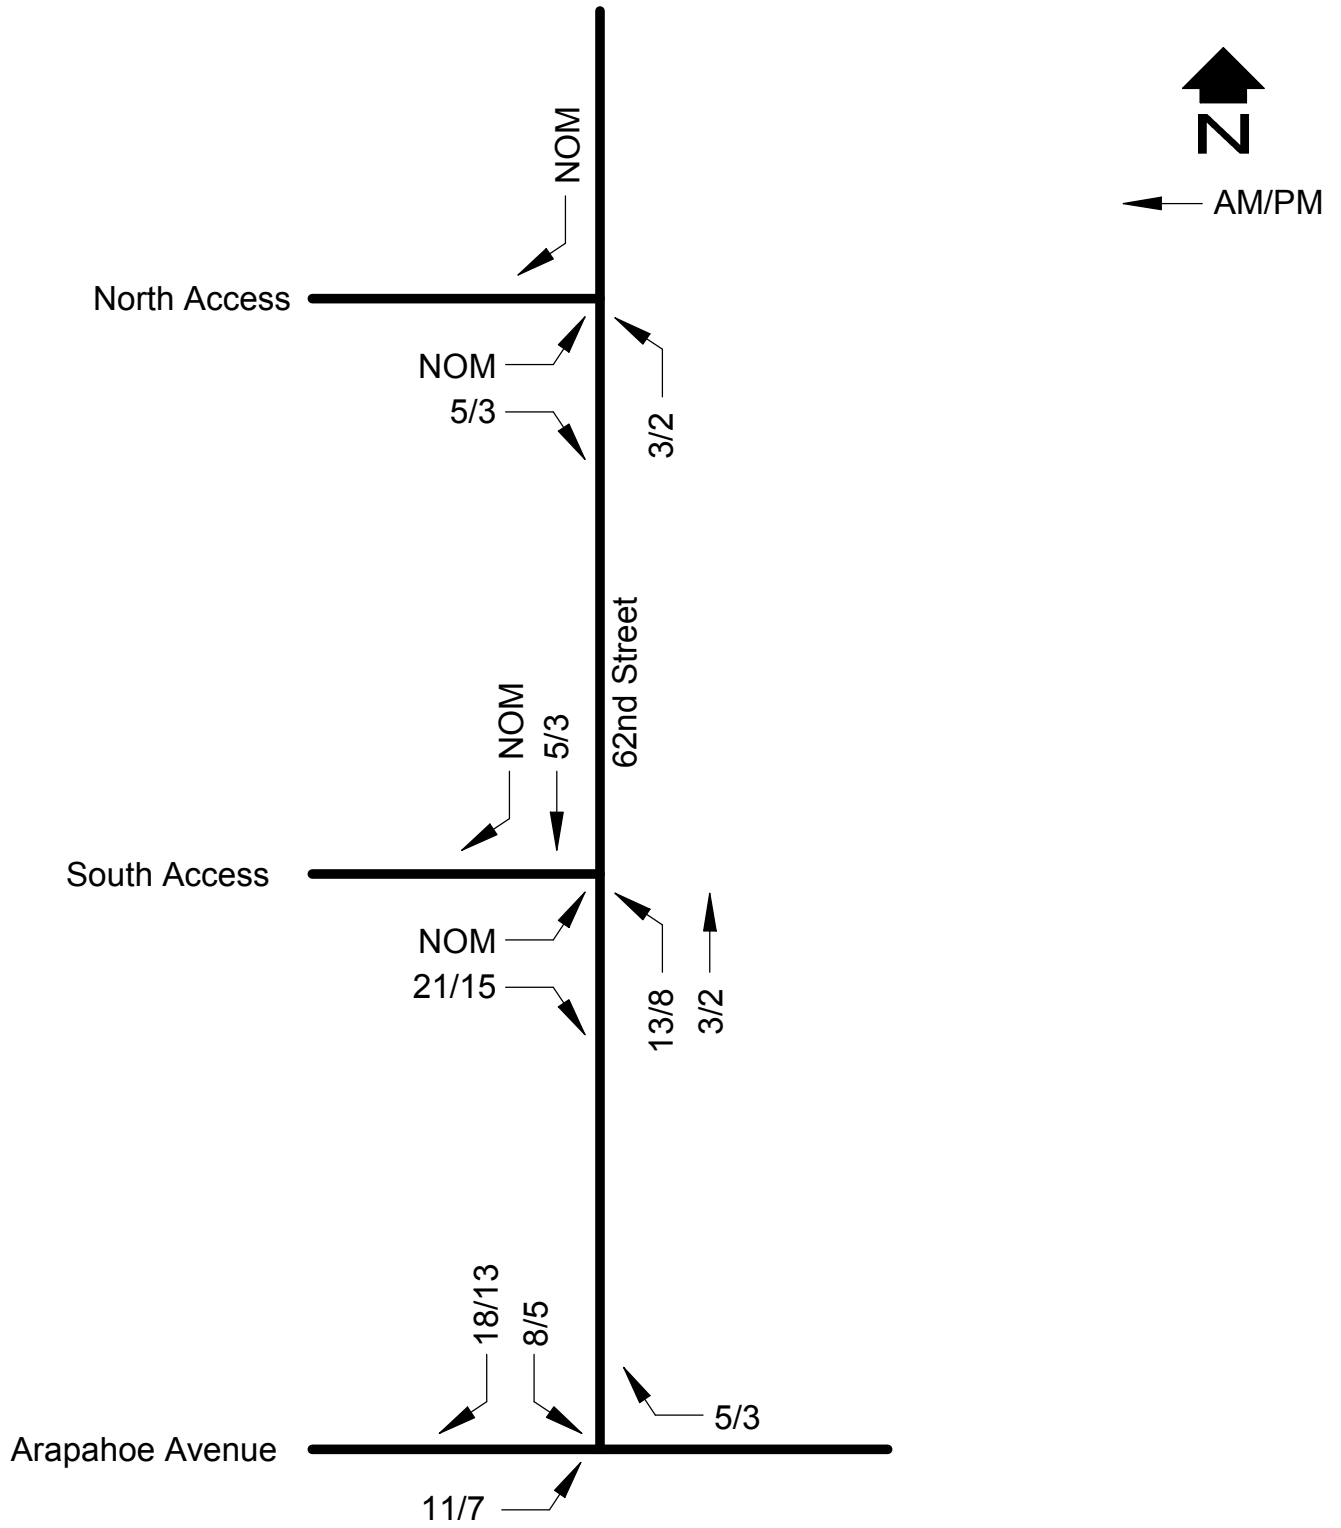 NOM
N
AM/PM
North Access
NOM
5/3
3/2
62nd Street
NOM
5/3
South Access
NOM
21/15
13/8
3/2
18/13
8/5
5/3
Arapahoe Avenue
11/7